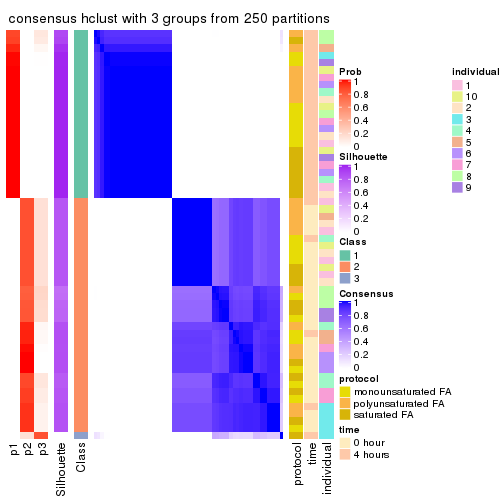 consensus hclust with 3 groups from 250 partitions
Prob
1
0.8
0.6
0.4
0.2
0
Silhouette
1
0.8
0.6
0.4
0.2
0
Class
1
2
3
Consensus
1
0.8
0.6
0.4
0.2
0
protocol
monounsaturated FA
polyunsaturated FA
saturated FA
time
0 hour
4 hours
individual
1
10
2
3
4
5
6
7
8
9
p1
p2
p3
Silhouette
Class
protocol
time
individual